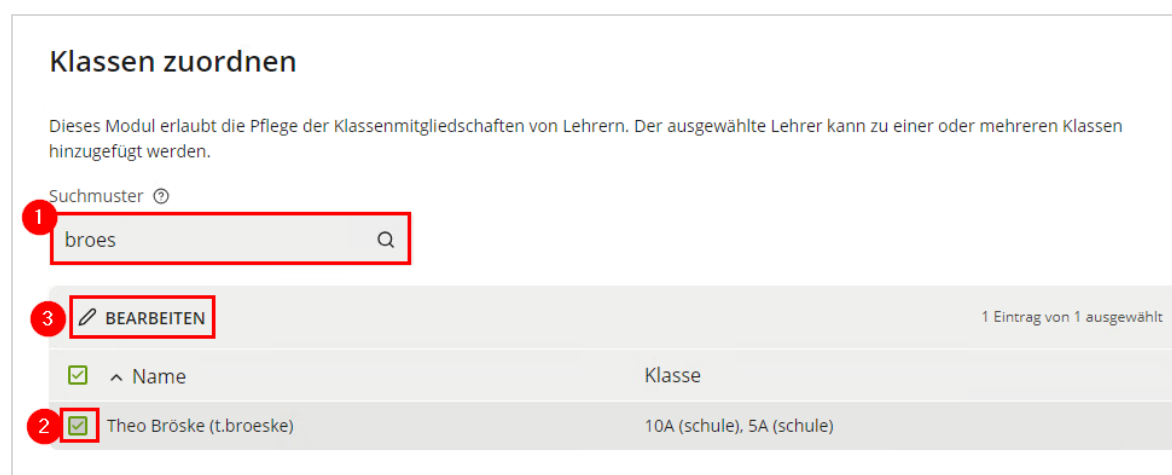 Klassen zuordnen
Dieses Modul erlaubt die Pflege der Klassenmitgliedschaften von Lehrern. Der ausgewählte Lehrer kann zu einer oder mehreren Klassen
hinzugefügt werden.
Suchmuster ?
1
broes
3 BEARBEITEN 1 Eintrag von 1 ausgewählt
Name Klasse
2 Theo Bröske (t.broeske) 10A (schule), 5A (schule)